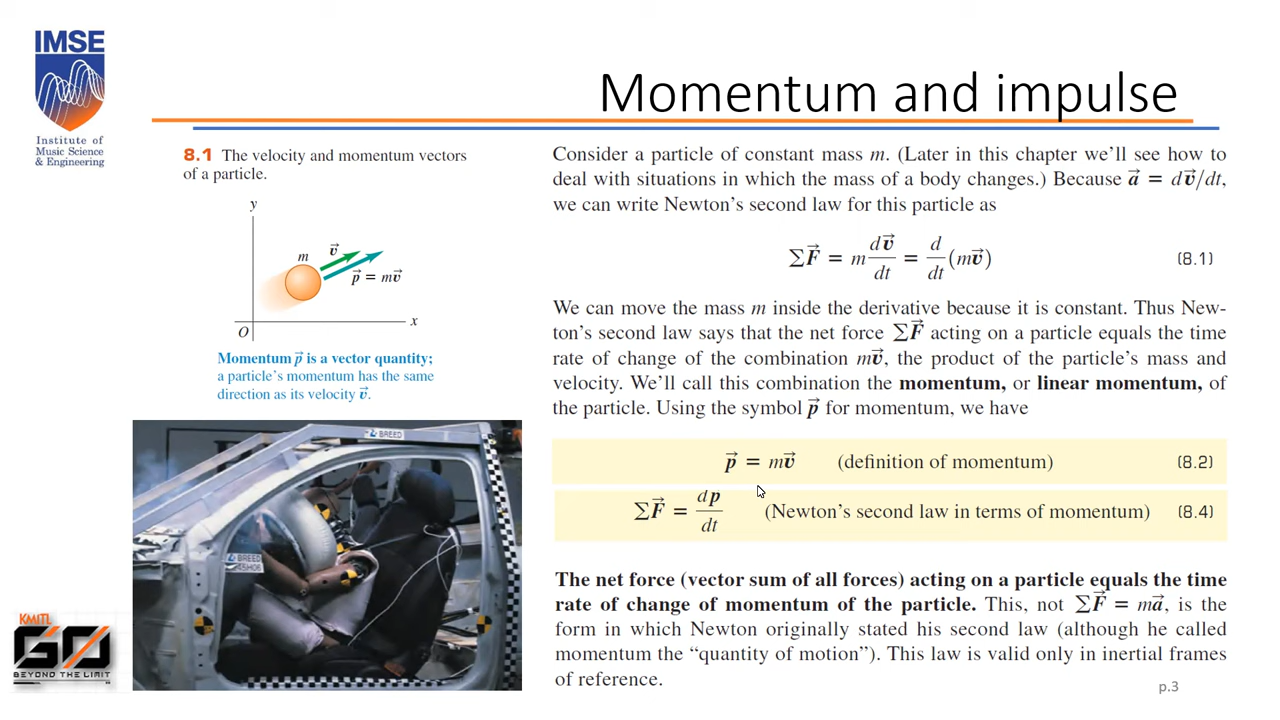 IMSE
Institute of
Music Science
& Engineering
Momentum and impulse
8.1 The velocity and momentum vectors
of a particle.
y
m
v⃗
p⃗ = mv⃗
x
O
Momentum p⃗ is a vector quantity;
a particle's momentum has the same
direction as its velocity v⃗.
BREED
BREED
45H06
KMITL
GO
BEYOND THE LIMIT
Consider a particle of constant mass m. (Later in this chapter we'll see how to
deal with situations in which the mass of a body changes.) Because a⃗ = dv⃗/dt,
we can write Newton's second law for this particle as
ΣF⃗ = m dv⃗/dt = d/dt (mv⃗) (8.1)
We can move the mass m inside the derivative because it is constant. Thus New-
ton's second law says that the net force ΣF⃗ acting on a particle equals the time
rate of change of the combination mv⃗, the product of the particle's mass and
velocity. We'll call this combination the momentum, or linear momentum, of
the particle. Using the symbol p⃗ for momentum, we have
p⃗ = mv⃗ (definition of momentum) (8.2)
ΣF⃗ = dp/dt (Newton's second law in terms of momentum) (8.4)
The net force (vector sum of all forces) acting on a particle equals the time
rate of change of momentum of the particle. This, not ΣF⃗ = ma⃗, is the
form in which Newton originally stated his second law (although he called
momentum the "quantity of motion"). This law is valid only in inertial frames
of reference.
p.3